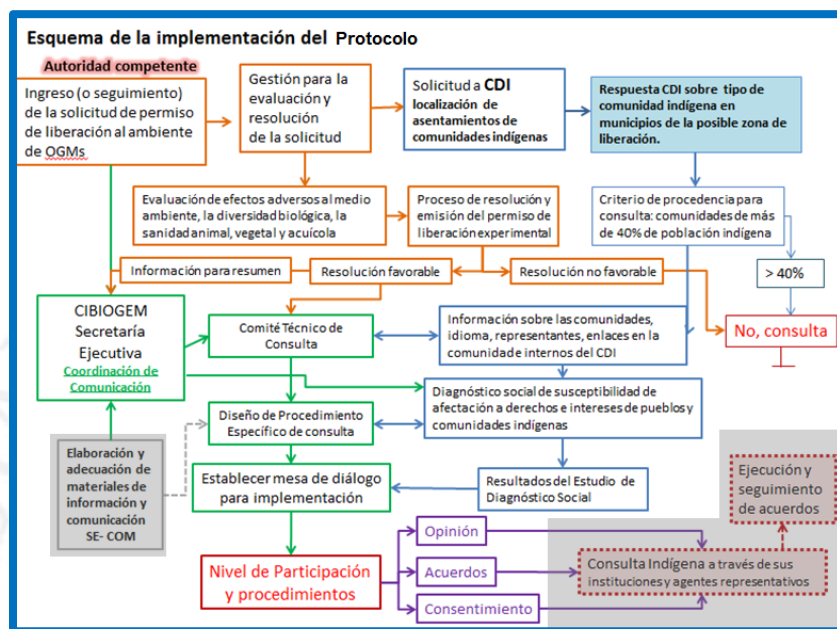 Esquema de la implementación del Protocolo
Autoridad competente
Ingreso (o seguimiento)
de la solicitud de permiso
de liberación al ambiente
de OGMs
Gestión para la
evaluación y
resolución
de la solicitud
Solicitud a CDI
localización de
asentamientos de
comunidades indígenas
Respuesta CDI sobre tipo de
comunidad indígena en
municipios de la posible zona de
liberación.
Evaluación de efectos adversos al medio
ambiente, la diversidad biológica, la
sanidad animal, vegetal y acuícola
Proceso de resolución y
emisión del permiso de
liberación experimental
Criterio de procedencia para
consulta: comunidades de más
de 40% de población indígena
Información para resumen
Resolución favorable
Resolución no favorable
> 40%
CIBIOGEM
Secretaría
Ejecutiva
Coordinación de
Comunicación
Comité Técnico de
Consulta
Información sobre las comunidades,
idioma, representantes, enlaces en la
comunidad e internos del CDI
No, consulta
Diagnóstico social de susceptibilidad de
afectación a derechos e intereses de pueblos y
comunidades indígenas
Diseño de Procedimiento
Específico de consulta
Elaboración y
adecuación de
materiales de
información y
comunicación
SE- COM
Establecer mesa de diálogo
para implementación
Resultados del Estudio de
Diagnóstico Social
Ejecución y
seguimiento
de acuerdos
Nivel de Participación
y procedimientos
Opinión
Acuerdos
Consentimiento
Consulta Indígena a través de sus
instituciones y agentes representativos